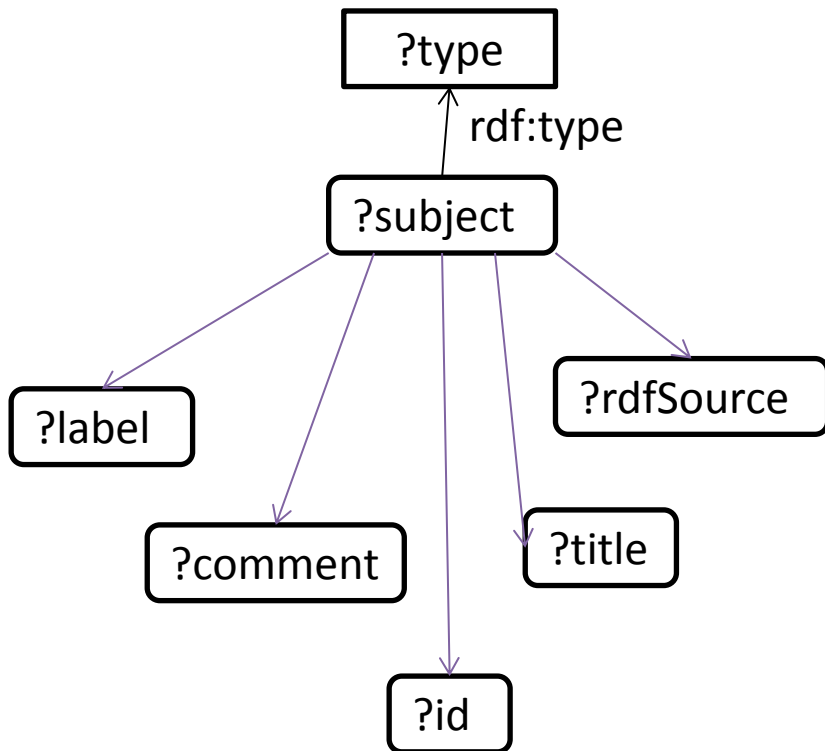 ?type
rdf:type
?subject
?rdfSource
?label
?title
?comment
?id